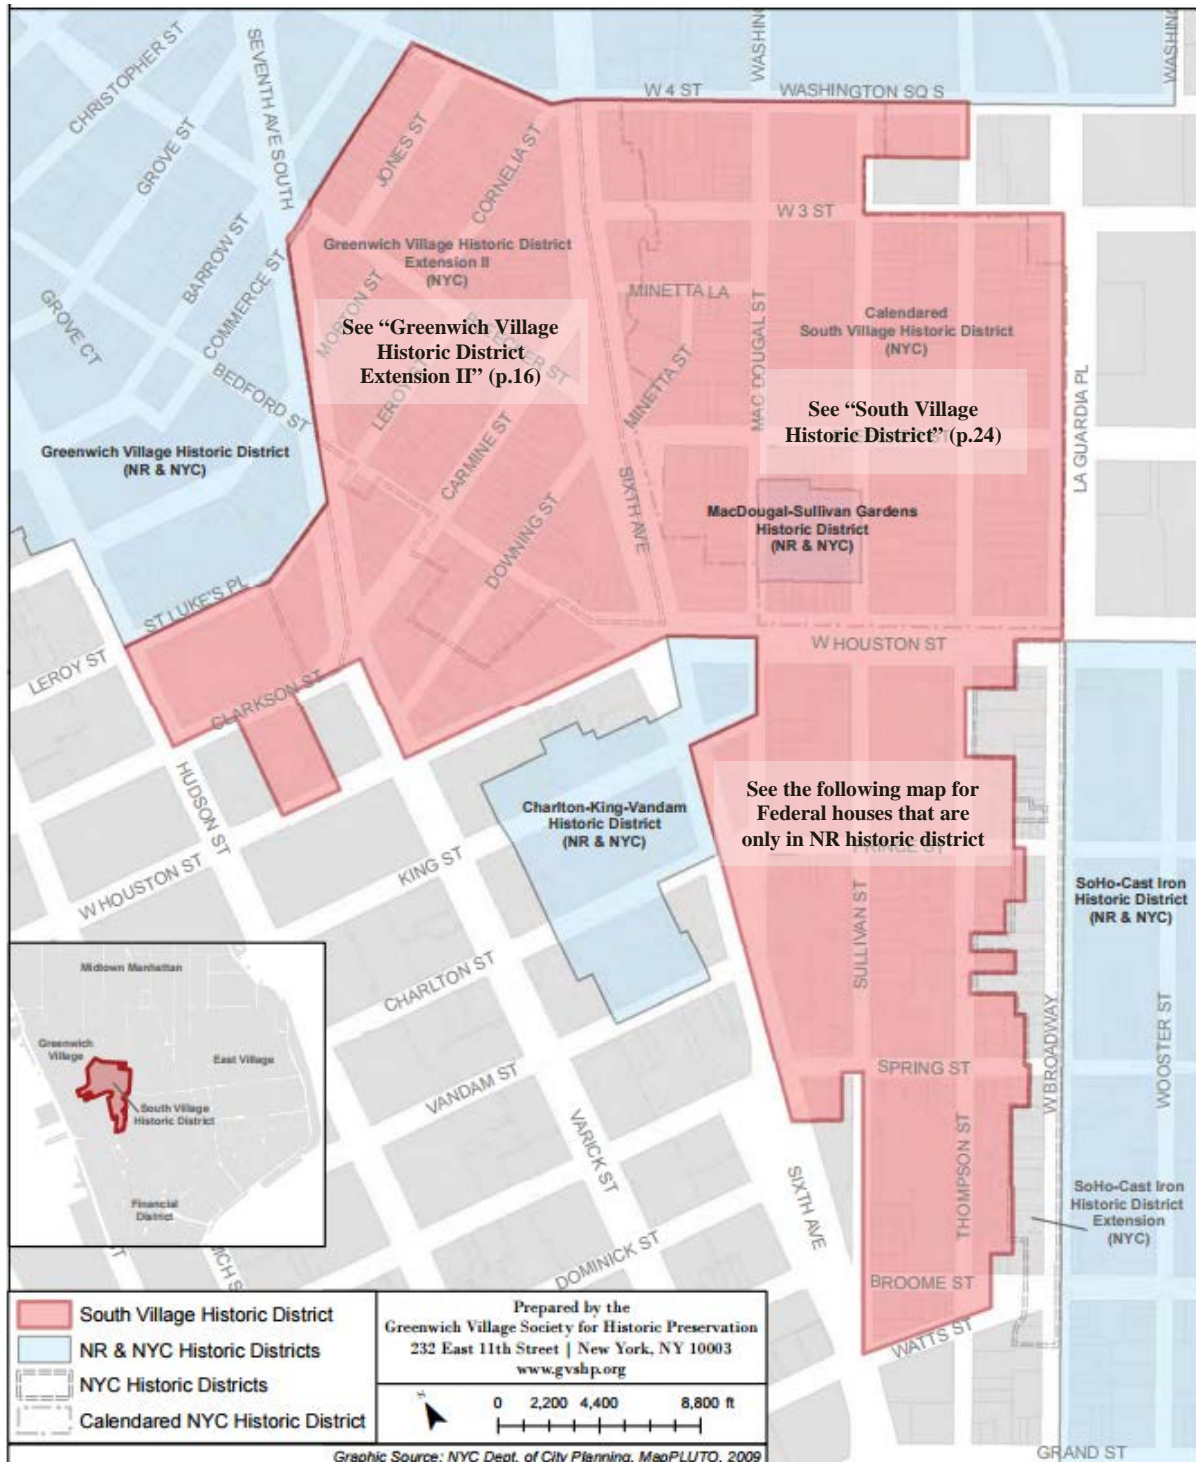 CHRISTOPHER ST
SEVENTH AVE SOUTH
WASHING
WASHING
W 4 ST
WASHINGTON SQ S
GROVE ST
JONES ST
CORNELIA ST
BARROW ST
COMMERCE ST
GROVE CT
W 3 ST
Greenwich Village Historic District
Extension II
(NYC)
MORTON ST
MINETTA LA
MAC DOUGAL ST
Calendared
South Village Historic District
(NYC)
See “Greenwich Village
Historic District
Extension II” (p.16)
BLEECKER ST
LEROY ST
MINETTA ST
BEDFORD ST
See “South Village
Historic District” (p.24)
LA GUARDIA PL
Greenwich Village Historic District
(NR & NYC)
CARMINE ST
SIXTH AVE
DOWNING ST
MacDougal-Sullivan Gardens
Historic District
(NR & NYC)
ST LUKE'S PL
W HOUSTON ST
LEROY ST
CLARKSON ST
HUDSON ST
See the following map for
Federal houses that are
only in NR historic district
PRINCE ST
Charlton-King-Vandam
Historic District
(NR & NYC)
W HOUSTON ST
KING ST
SULLIVAN ST
SoHo-Cast Iron
Historic District
(NR & NYC)
CHARLTON ST
Midtown Manhattan
Greenwich
Village
East Village
South Village
Historic District
Financial
District
VANDAM ST
SPRING ST
W BROADWAY
WOOSTER ST
VARICK ST
SIXTH AVE
THOMPSON ST
SoHo-Cast Iron
Historic District
Extension
(NYC)
DOMINICK ST
BROOME ST
WATTS ST
ST
WICH S
South Village Historic District
NR & NYC Historic Districts
NYC Historic Districts
Calendared NYC Historic District
Prepared by the
Greenwich Village Society for Historic Preservation
232 East 11th Street | New York, NY 10003
www.gvshp.org
0 2,200 4,400 8,800 ft
Graphic Source: NYC Dept. of City Planning, MapPLUTO, 2009
GRAND ST